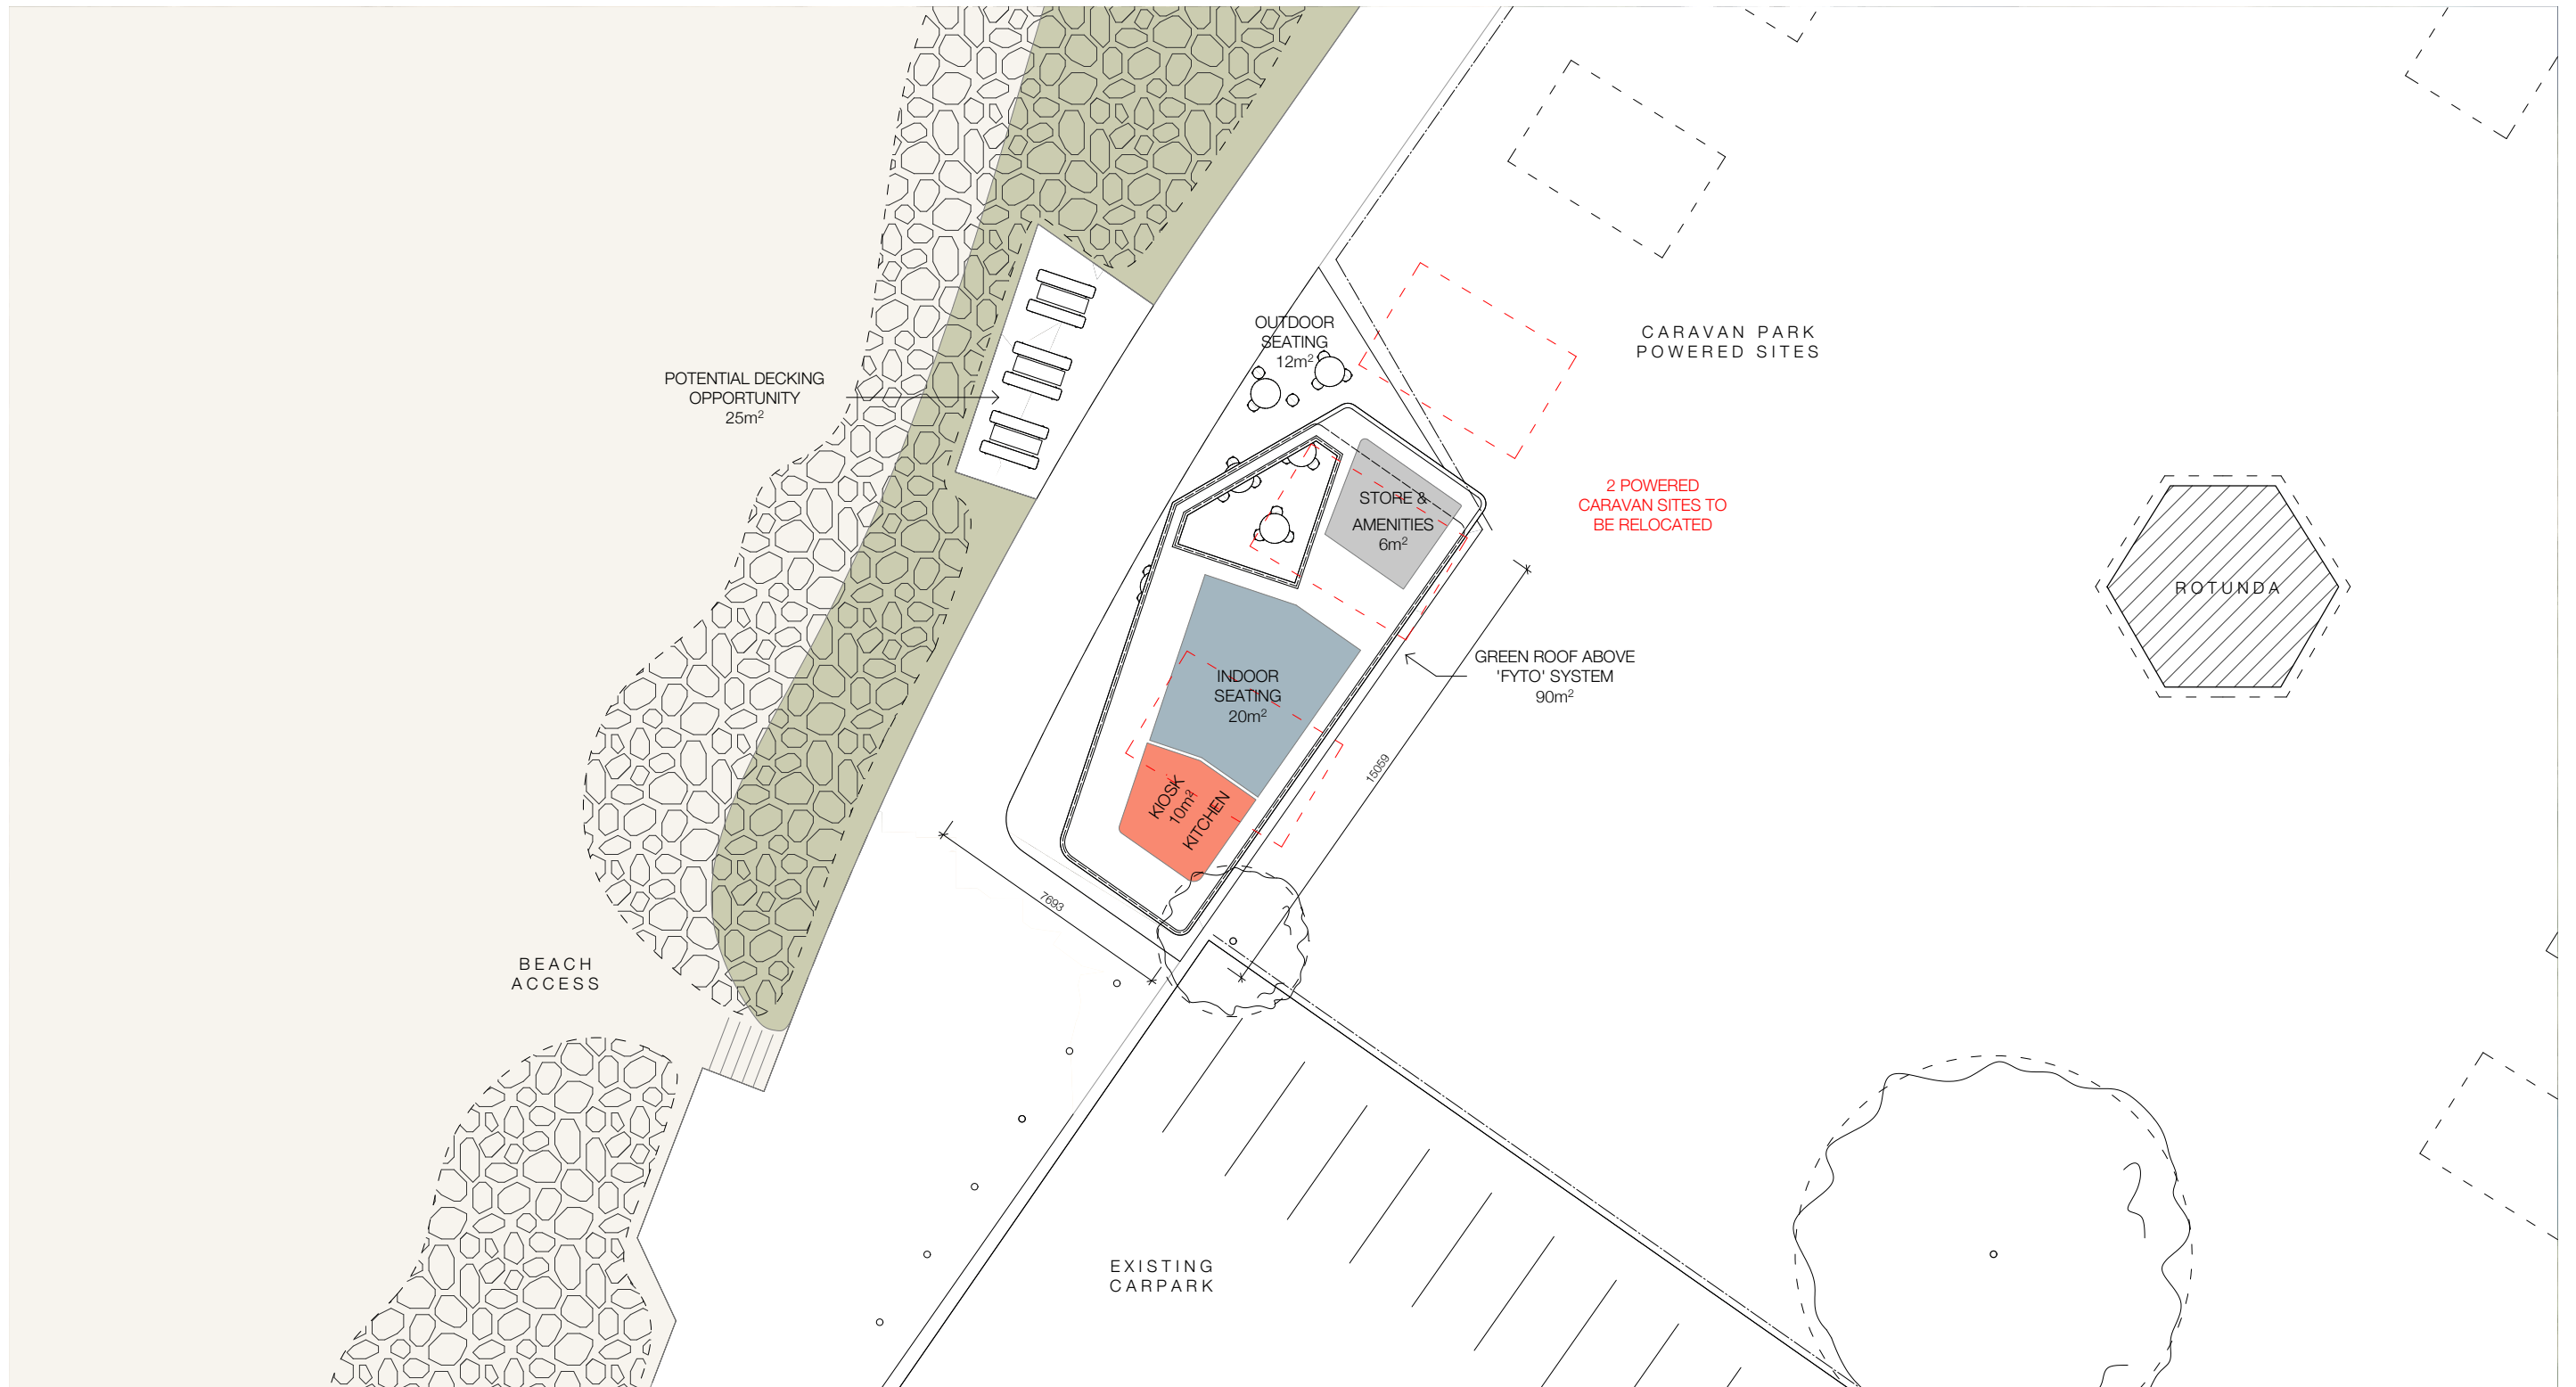 OUTDOOR
SEATING
12m²
CARAVAN PARK
POWERED SITES
POTENTIAL DECKING
OPPORTUNITY
25m²
2 POWERED
CARAVAN SITES TO
BE RELOCATED
STORE &
AMENITIES
6m²
ROTUNDA
GREEN ROOF ABOVE
'FYTO' SYSTEM
90m²
INDOOR
SEATING
20m²
15059
KIOSK
10m²
KITCHEN
7693
BEACH
ACCESS
EXISTING
CARPARK